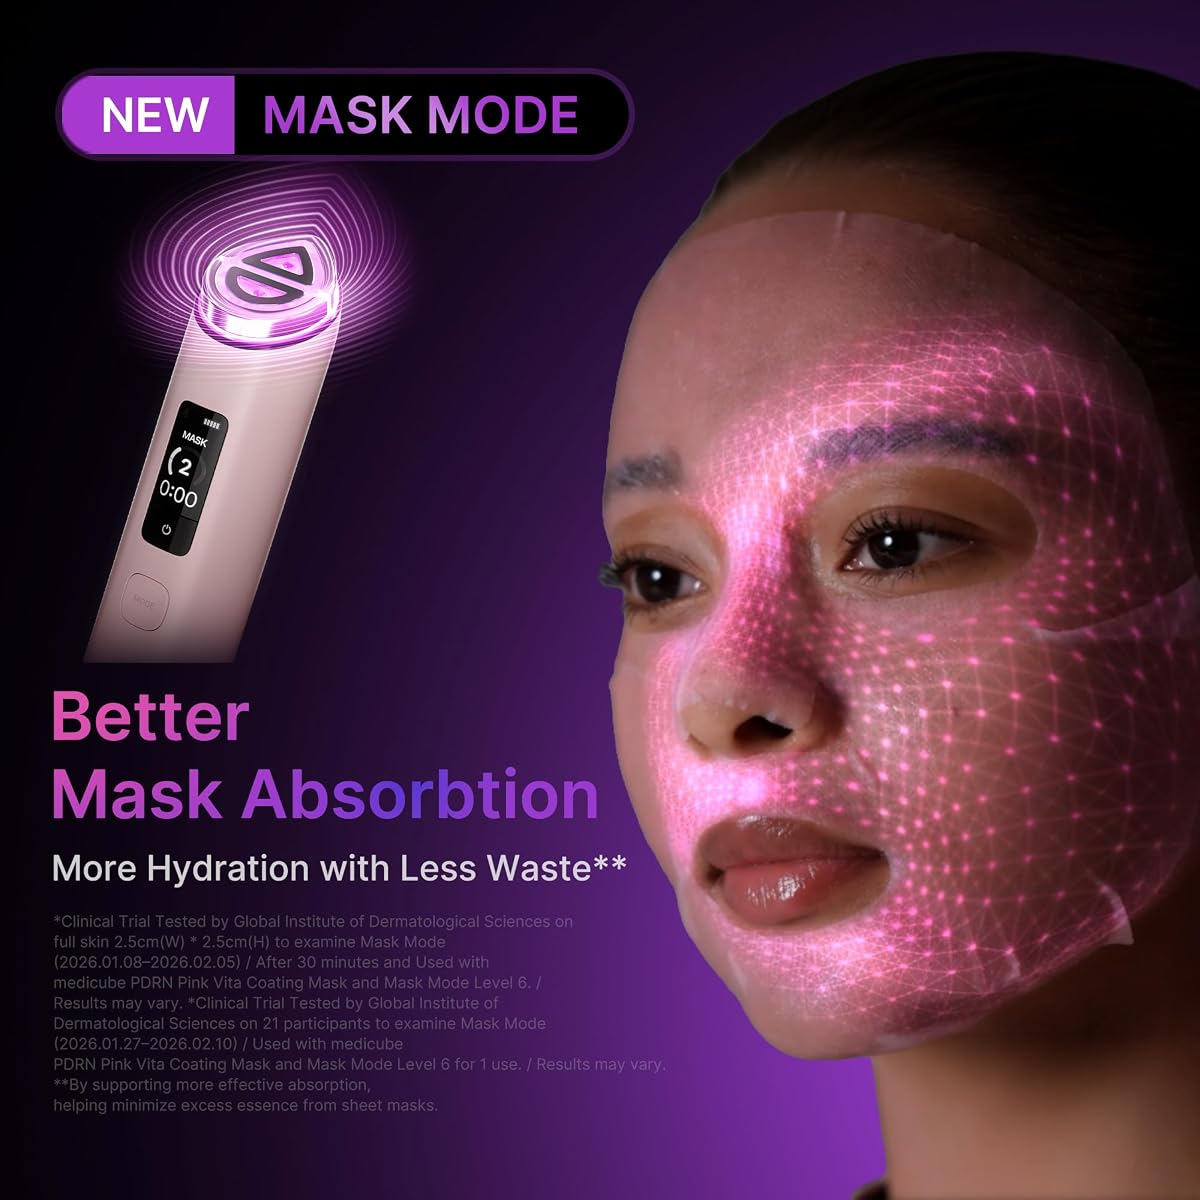 NEW MASK MODE
MASK
2
0:00
MODE
Better
Mask Absorbtion
More Hydration with Less Waste**
*Clinical Trial Tested by Global Institute of Dermatological Sciences on
full skin 2.5cm(W) * 2.5cm(H) to examine Mask Mode
(2026.01.08–2026.02.05) / After 30 minutes and Used with
medicube PDRN Pink Vita Coating Mask and Mask Mode Level 6. /
Results may vary. *Clinical Trial Tested by Global Institute of
Dermatological Sciences on 21 participants to examine Mask Mode
(2026.01.27–2026.02.10) / Used with medicube
PDRN Pink Vita Coating Mask and Mask Mode Level 6 for 1 use. / Results may vary.
**By supporting more effective absorption,
helping minimize excess essence from sheet masks.